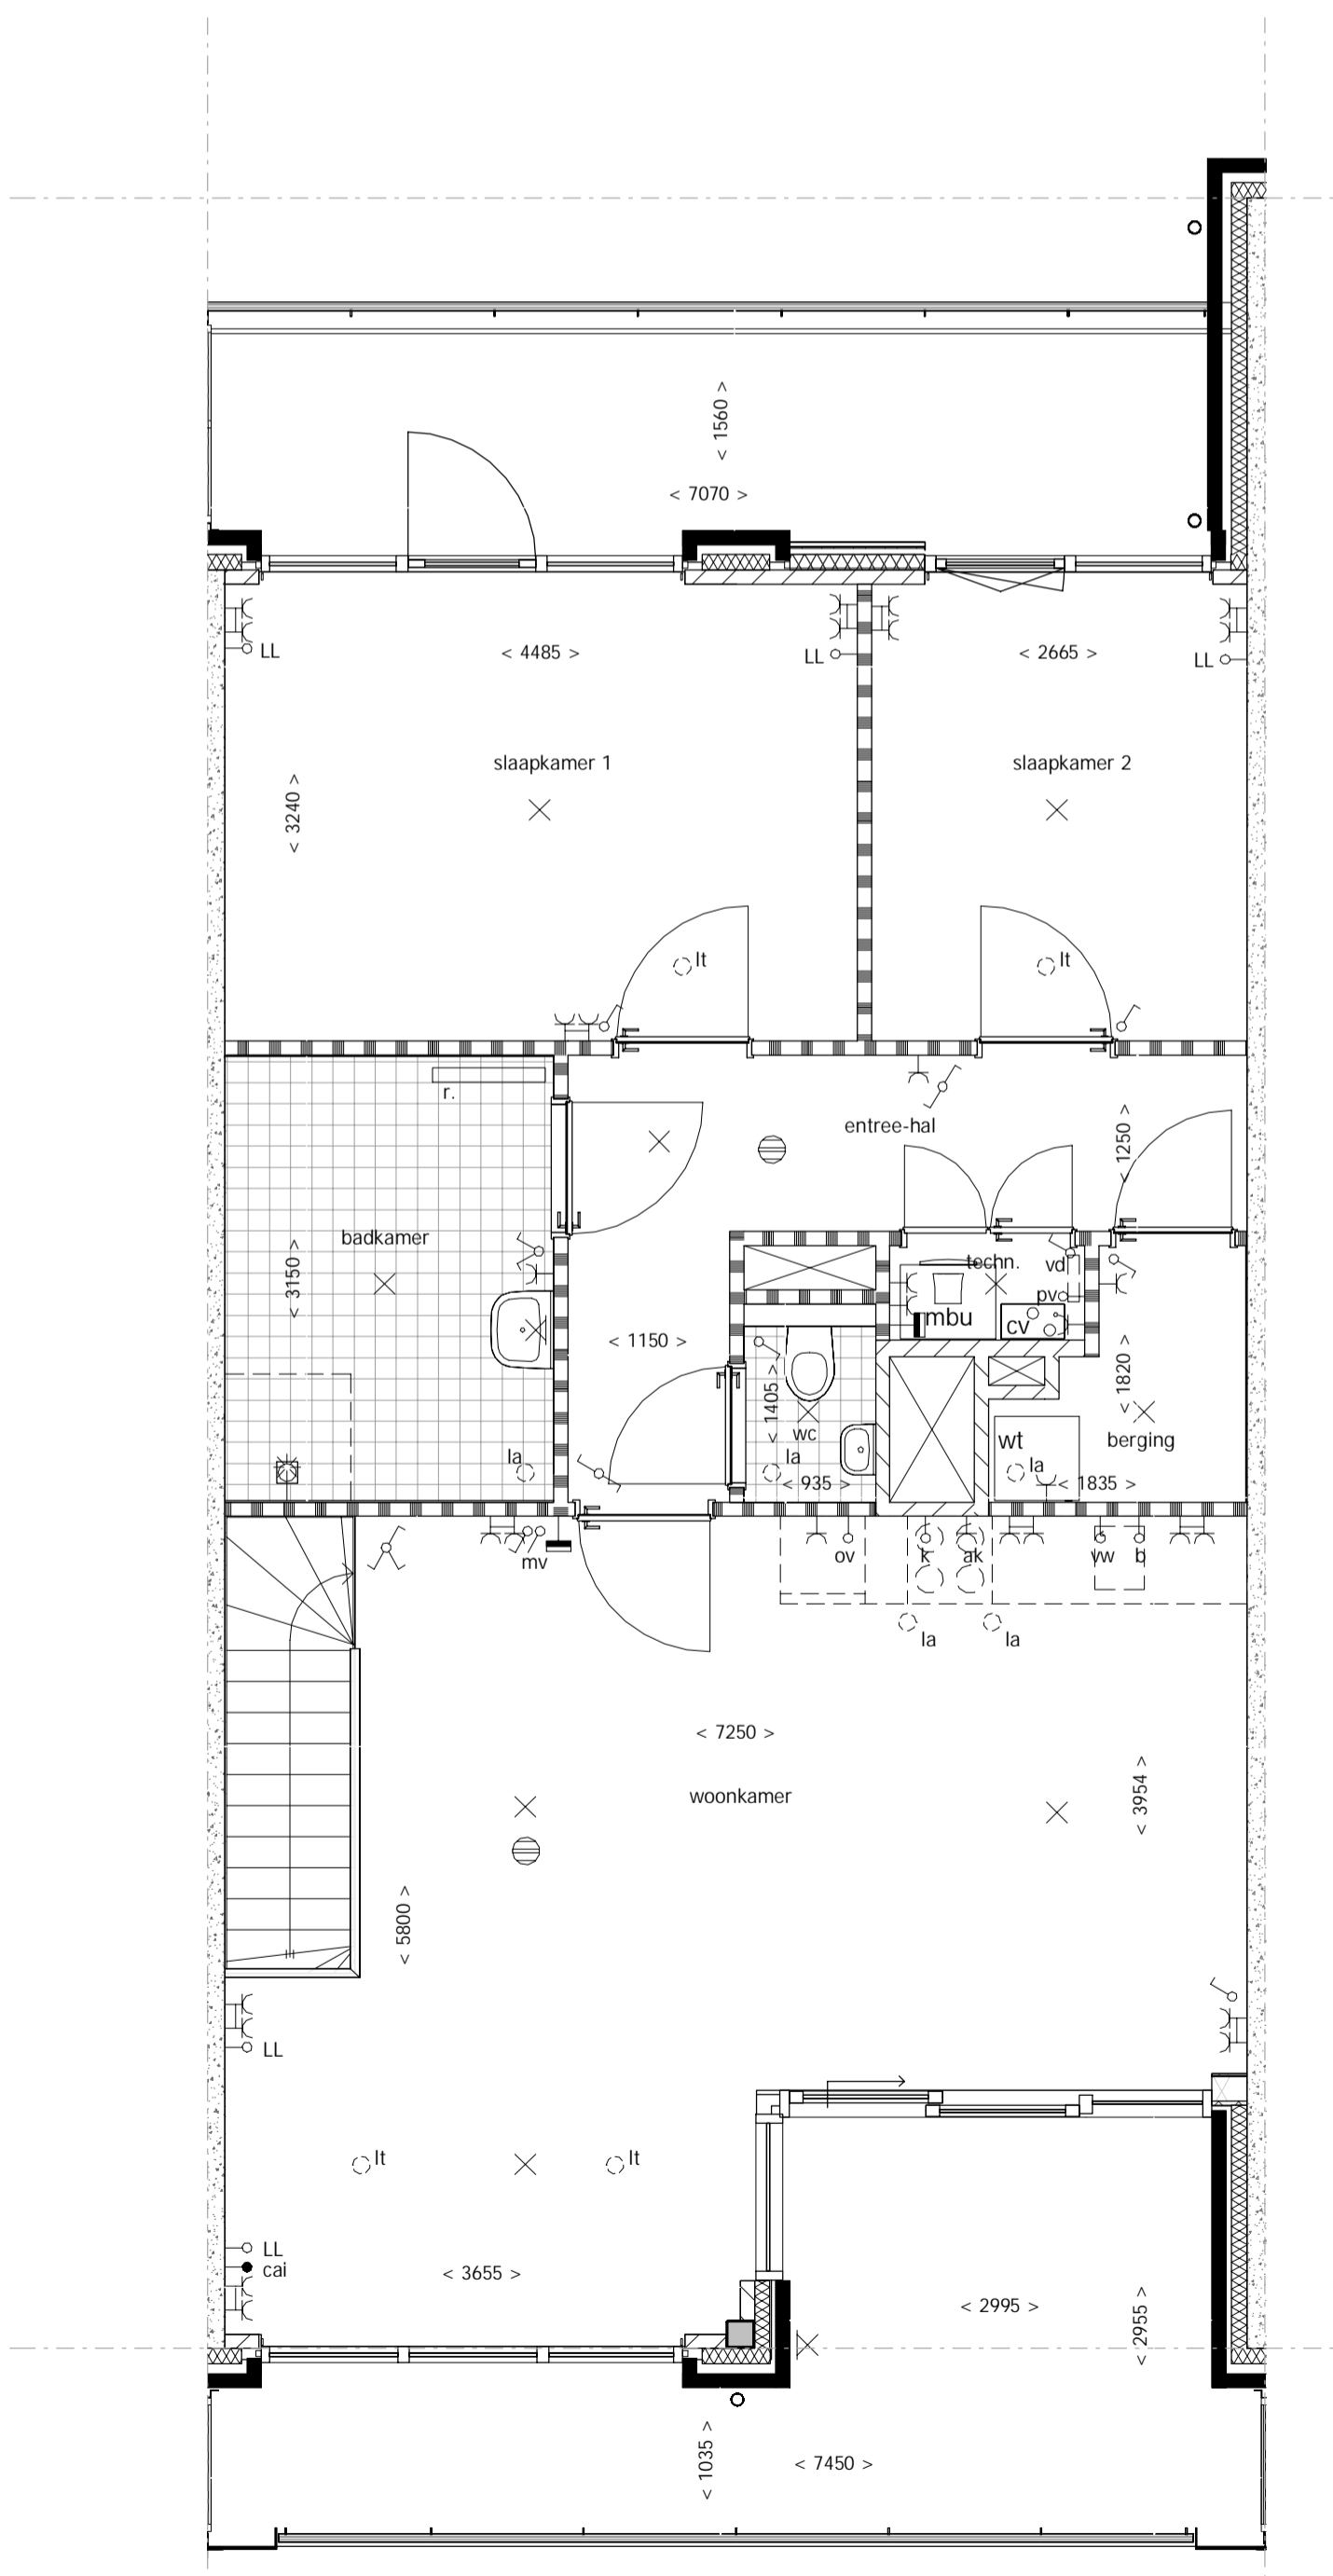 < 1560 >
< 7070 >
LL
< 4485 >
LL
< 2665 >
LL
slaapkamer 1
slaapkamer 2
< 3240 >
lt
lt
r.
entree-hal
< 1250 >
badkamer
< 3150 >
techn.
vd
pv
mbu
cv
< 1150 >
< 1405 >
< 1820 >
wc
wt
berging
la
la
la
< 935 >
< 1835 >
mv
ov
k
ak
vw
b
la
la
< 7250 >
woonkamer
< 3954 >
< 5800 >
LL
lt
lt
LL
cai
< 3655 >
< 2995 >
< 2955 >
< 1035 >
< 7450 >